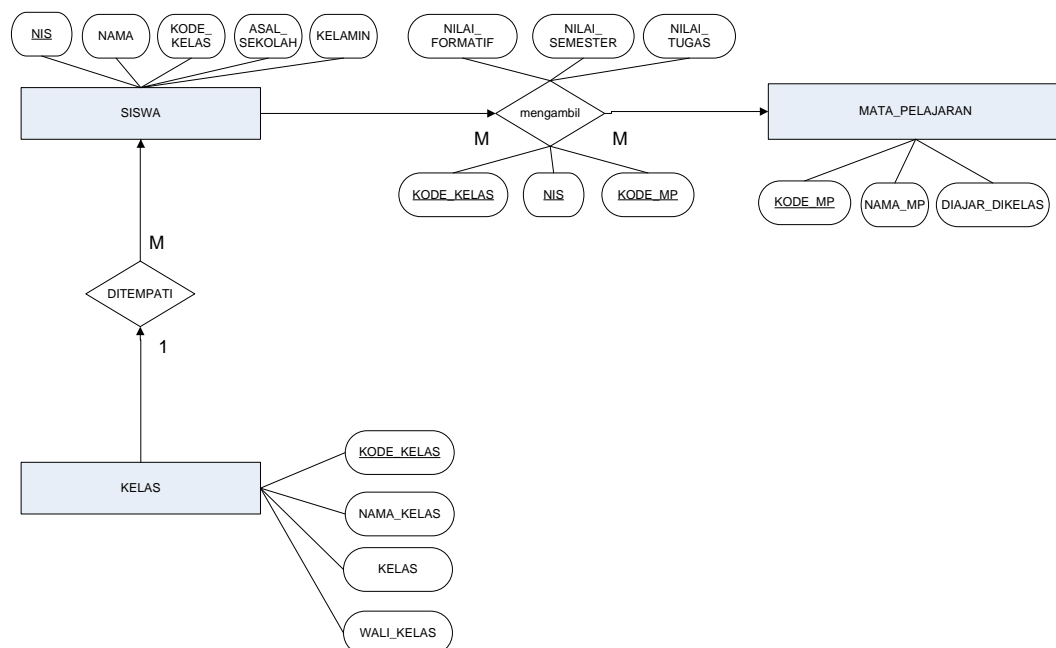 NIS
NAMA
KODE_
KELAS
ASAL_
SEKOLAH
KELAMIN
NILAI_
FORMATIF
NILAI_
SEMESTER
NILAI_
TUGAS
SISWA
mengambil
MATA_PELAJARAN
M
M
KODE_KELAS
NIS
KODE_MP
KODE_MP
NAMA_MP
DIAJAR_DIKELAS
M
DITEMPATI
1
KODE_KELAS
KELAS
NAMA_KELAS
KELAS
WALI_KELAS